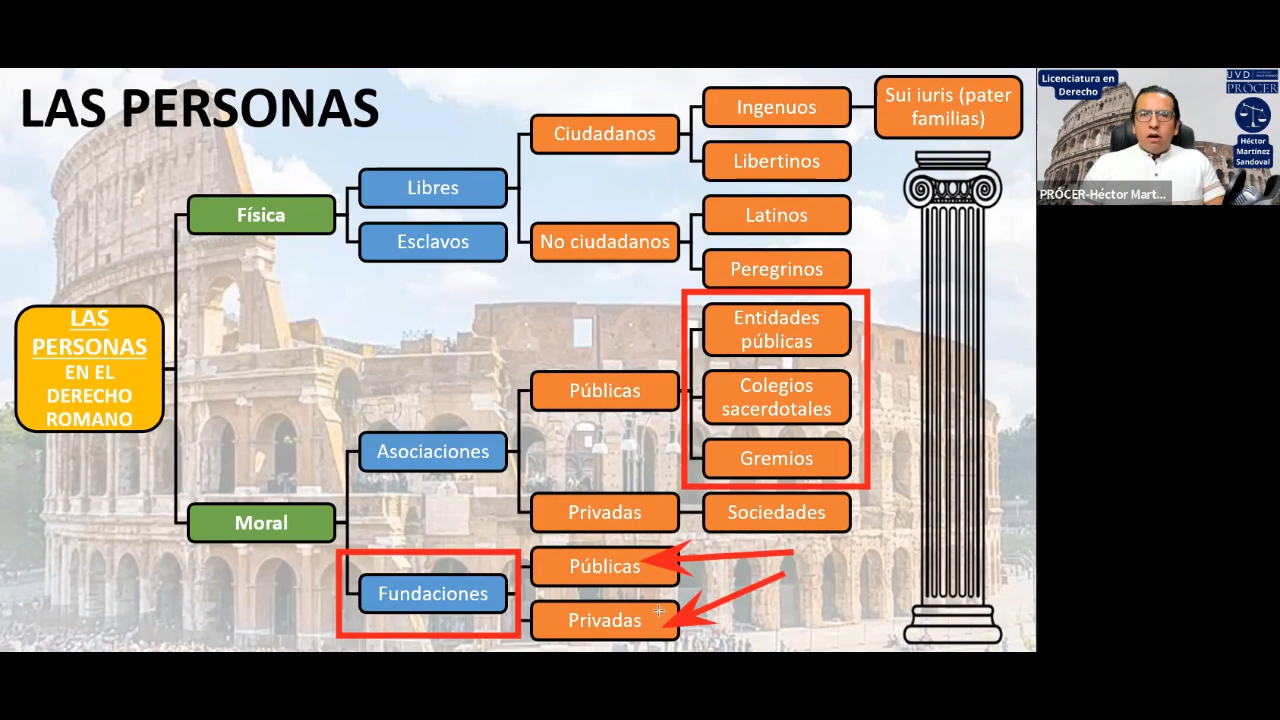 LAS PERSONAS
LAS
PERSONAS
EN EL
DERECHO
ROMANO
Física
Moral
Libres
Esclavos
Asociaciones
Fundaciones
Ciudadanos
No ciudadanos
Públicas
Privadas
Públicas
Privadas
Ingenuos
Libertinos
Latinos
Peregrinos
Entidades
públicas
Colegios
sacerdotales
Gremios
Sociedades
Sui iuris (pater
familias)
Licenciatura en
Derecho
UVD
PRÓCER
Héctor
Martínez
Sandoval
PRÓCER-Héctor Mart...